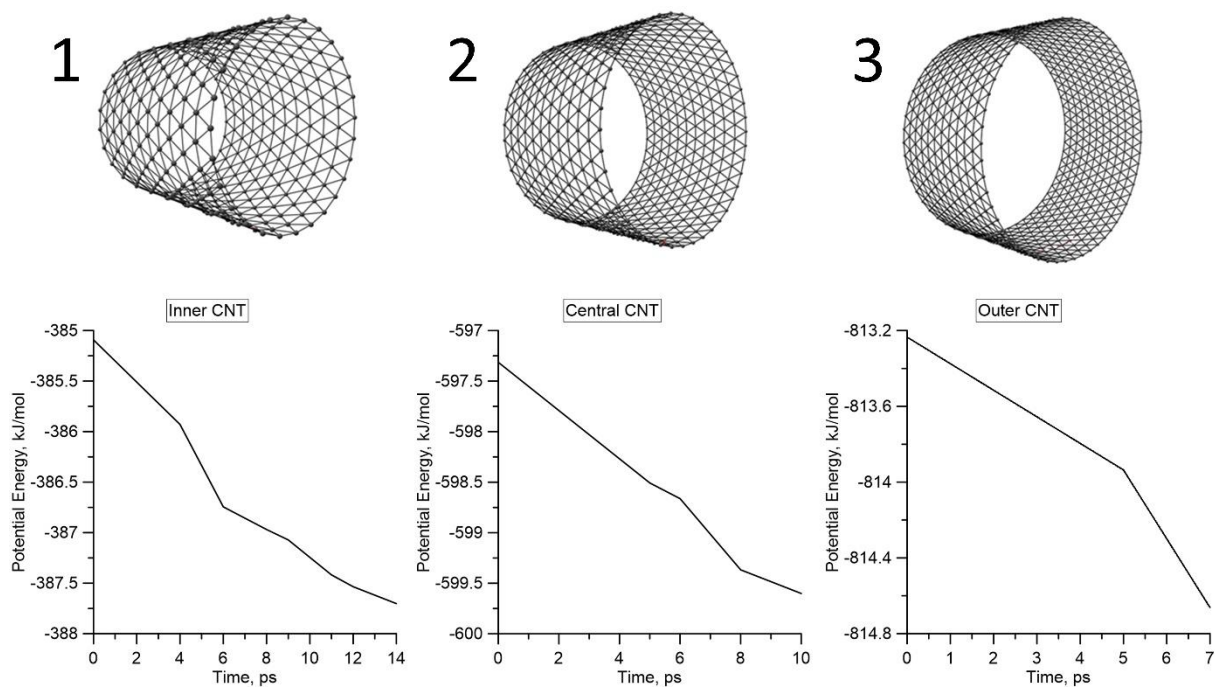 1
2
3
Inner CNT
-385
-385.5
-386
-386.5
-387
-387.5
-388
Potential Energy, kJ/mol
0 2 4 6 8 10 12 14
Time, ps
Central CNT
-597
-597.5
-598
-598.5
-599
-599.5
-600
Potential Energy, kJ/mol
0 2 4 6 8 10
Time, ps
Outer CNT
-813.2
-813.6
-814
-814.4
-814.8
Potential Energy, kJ/mol
0 1 2 3 4 5 6 7
Time, ps